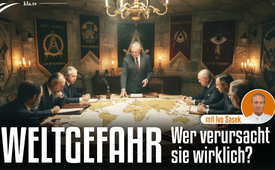 kla.tv
mit Ivo Sasek
WELTGEFAHR
Wer verursacht
sie wirklich?